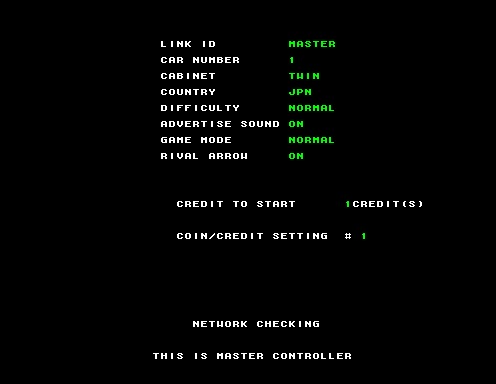 LINK ID MASTER
CAR NUMBER 1
CABINET TWIN
COUNTRY JPN
DIFFICULTY NORMAL
ADVERTISE SOUND ON
GAME MODE NORMAL
RIVAL ARROW ON
CREDIT TO START 1CREDIT(S)
COIN/CREDIT SETTING # 1
NETWORK CHECKING
THIS IS MASTER CONTROLLER